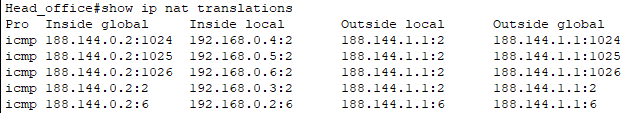 Head_office#show ip nat translations
Pro  Inside global     Inside local       Outside local      Outside global
icmp 188.144.0.2:1024  192.168.0.4:2      188.144.1.1:2      188.144.1.1:1024
icmp 188.144.0.2:1025  192.168.0.5:2      188.144.1.1:2      188.144.1.1:1025
icmp 188.144.0.2:1026  192.168.0.6:2      188.144.1.1:2      188.144.1.1:1026
icmp 188.144.0.2:2     192.168.0.3:2      188.144.1.1:2      188.144.1.1:2
icmp 188.144.0.2:6     192.168.0.2:6      188.144.1.1:6      188.144.1.1:6